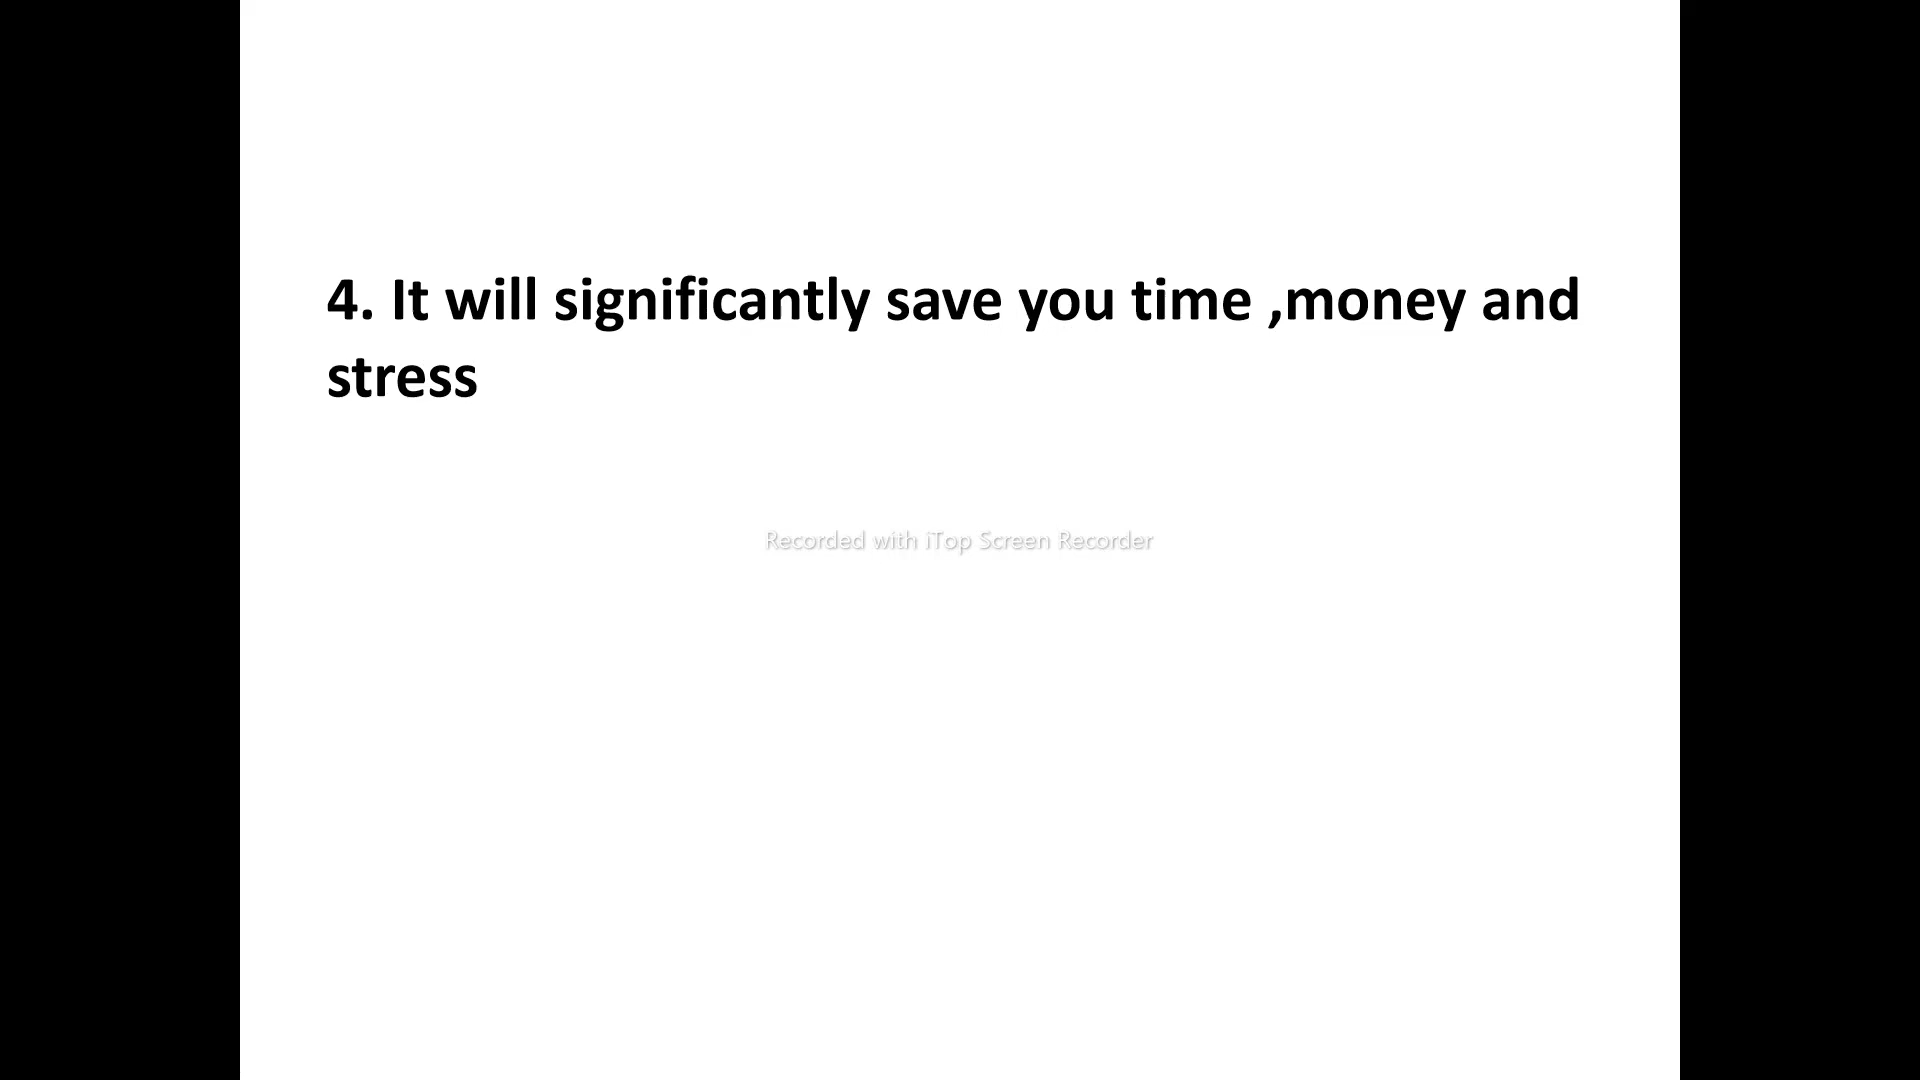 4. It will significantly save you time ,money and
stress
Recorded with iTop Screen Recorder